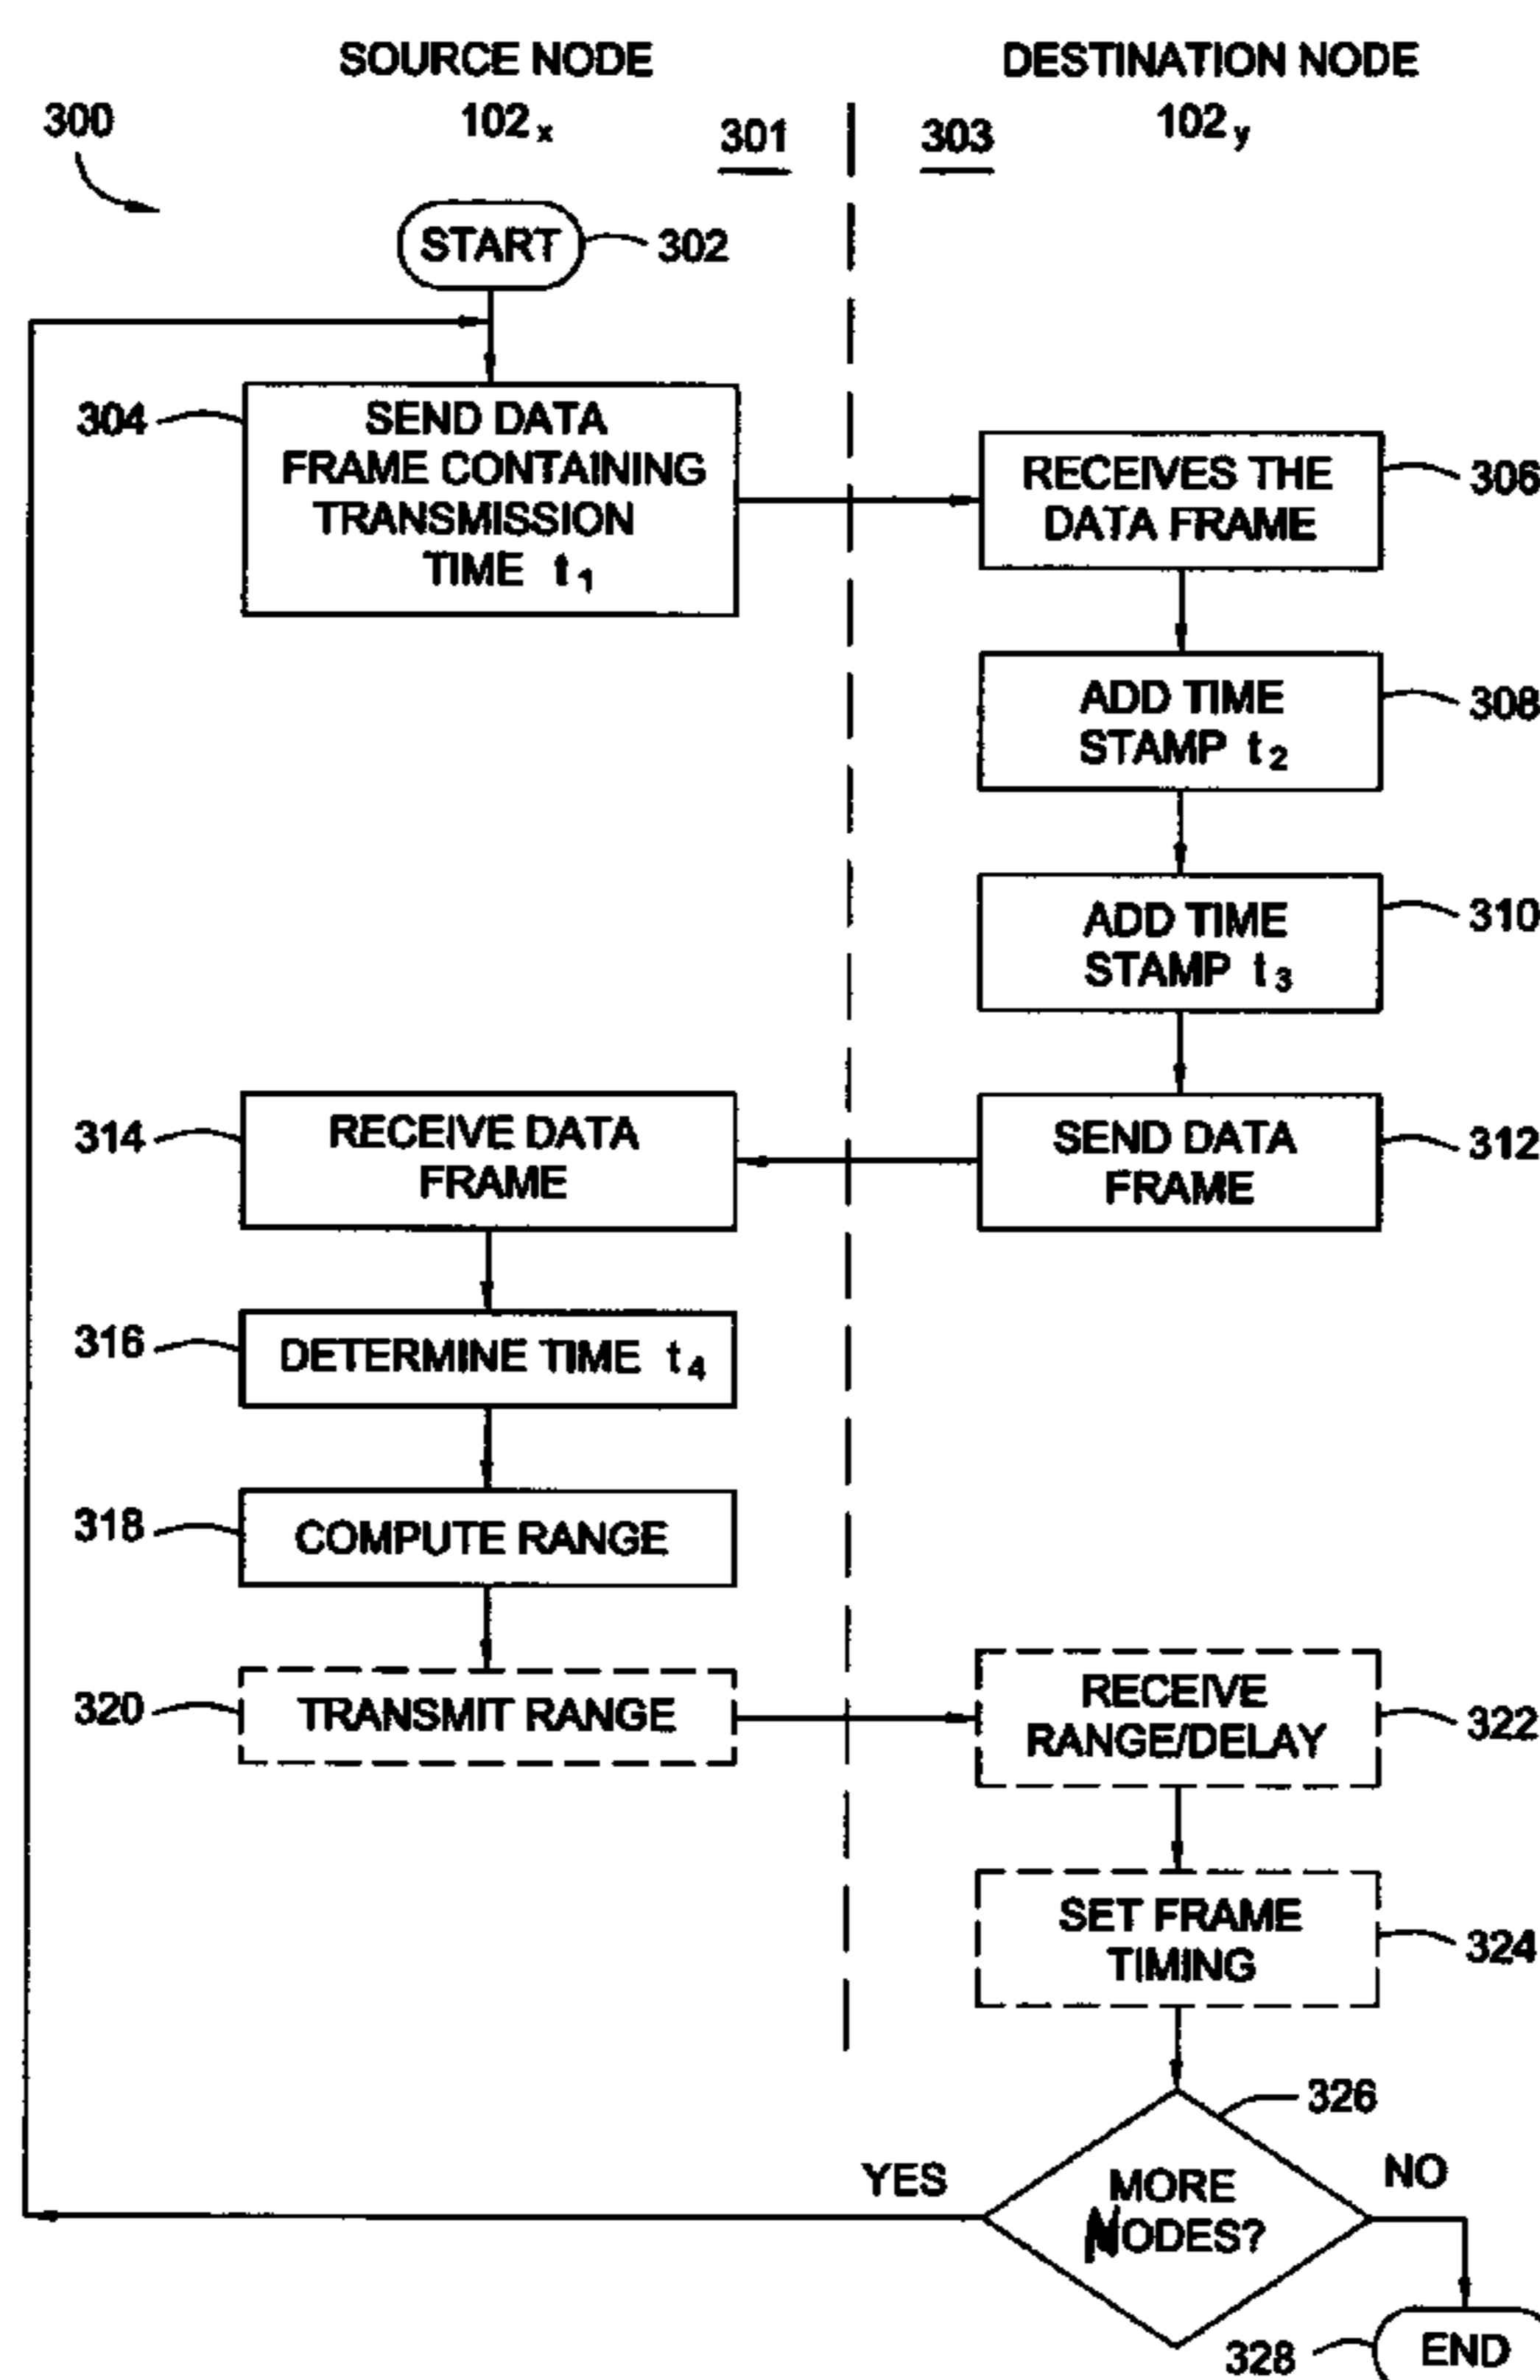 SOURCE NODE
102x
DESTINATION NODE
102y
300
301
303
START
302
304
SEND DATA
FRAME CONTAINING
TRANSMISSION
TIME t1
RECEIVES THE
DATA FRAME
306
ADD TIME
STAMP t2
308
ADD TIME
STAMP t3
310
314
RECEIVE DATA
FRAME
SEND DATA
FRAME
312
316
DETERMINE TIME t4
318
COMPUTE RANGE
320
TRANSMIT RANGE
RECEIVE
RANGE/DELAY
322
SET FRAME
TIMING
324
326
YES
MORE
NODES?
NO
328
END